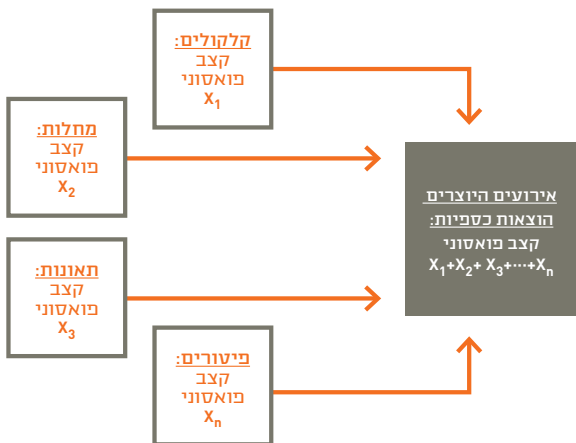 קלקולים:
קצב
פואסוני
X₁
מחלות:
קצב
פואסוני
X₂
תאונות:
קצב
פואסוני
X₃
פיטורים:
קצב
פואסוני
Xₙ
אירועים היוצרים
הוצאות כספיות:
קצב פואסוני
X₁+X₂+ X₃+···+Xₙ